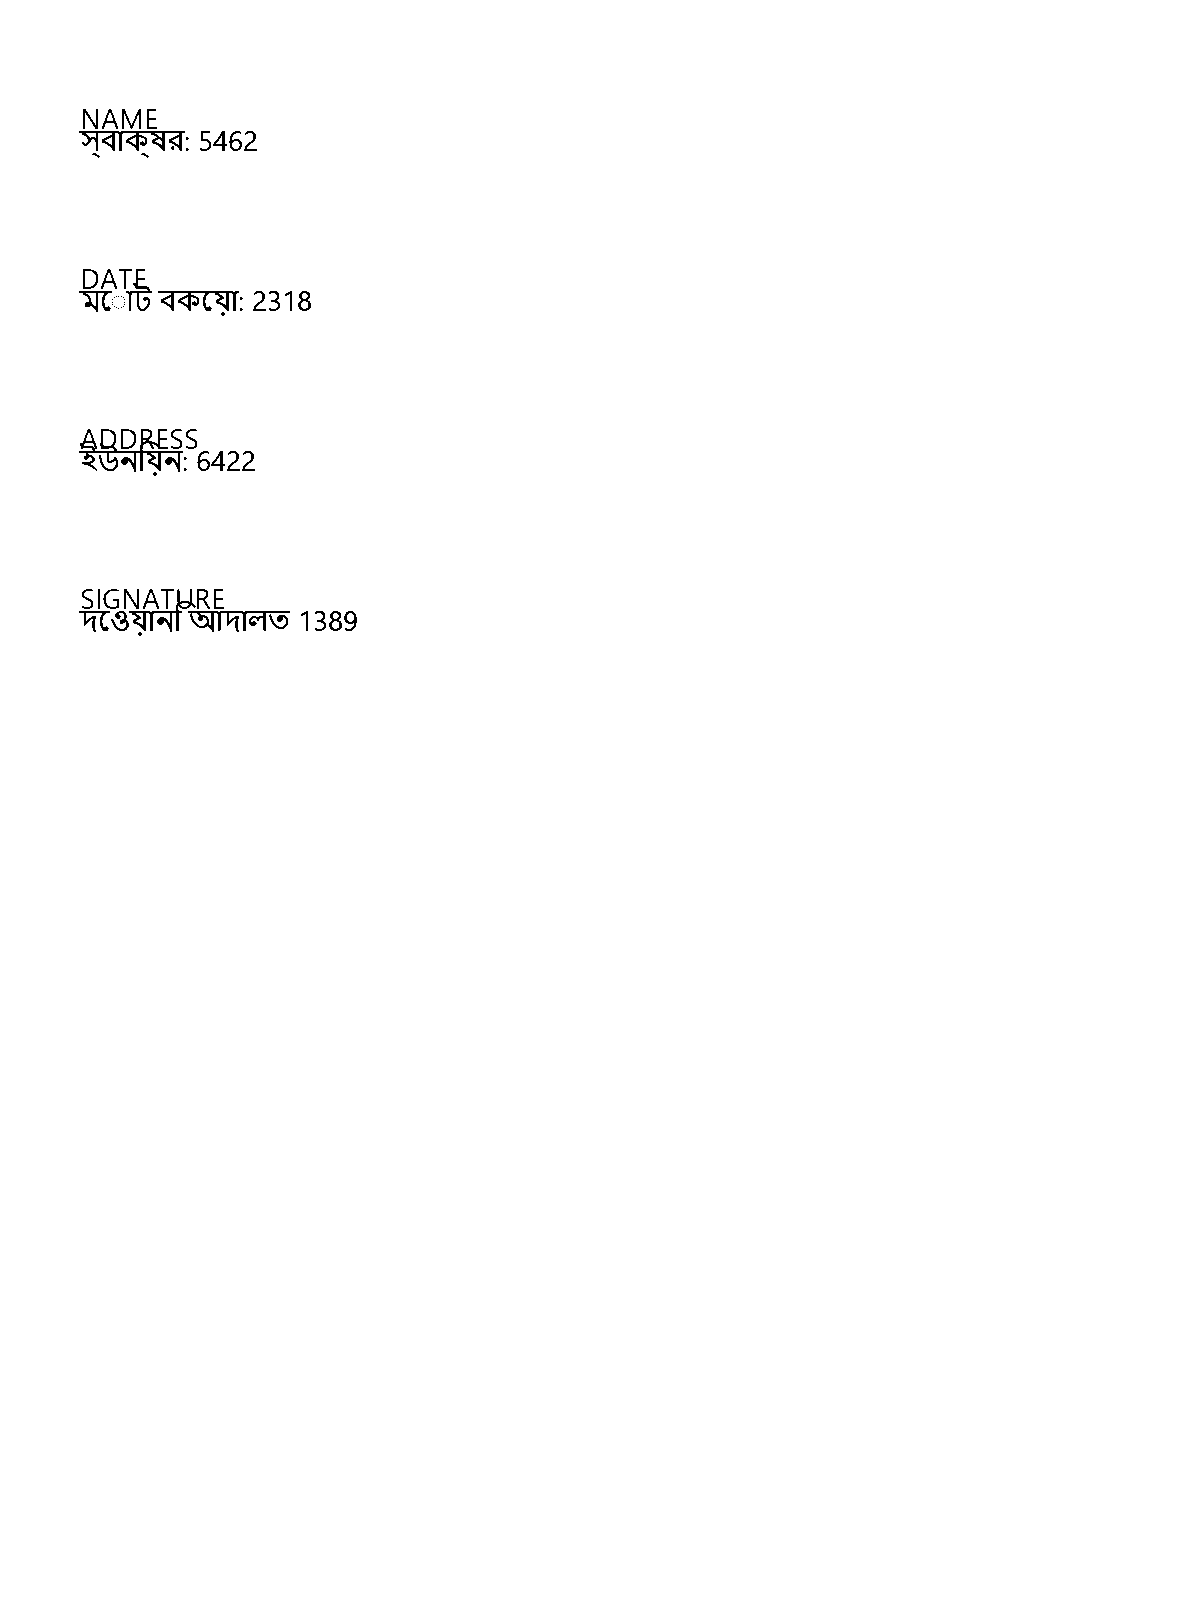 NAME
স্বাক্ষর: 5462
DATE
মোট বকেয়া: 2318
ADDRESS
ইউনিয়ন: 6422
SIGNATURE
দেওয়ানি আদালত 1389